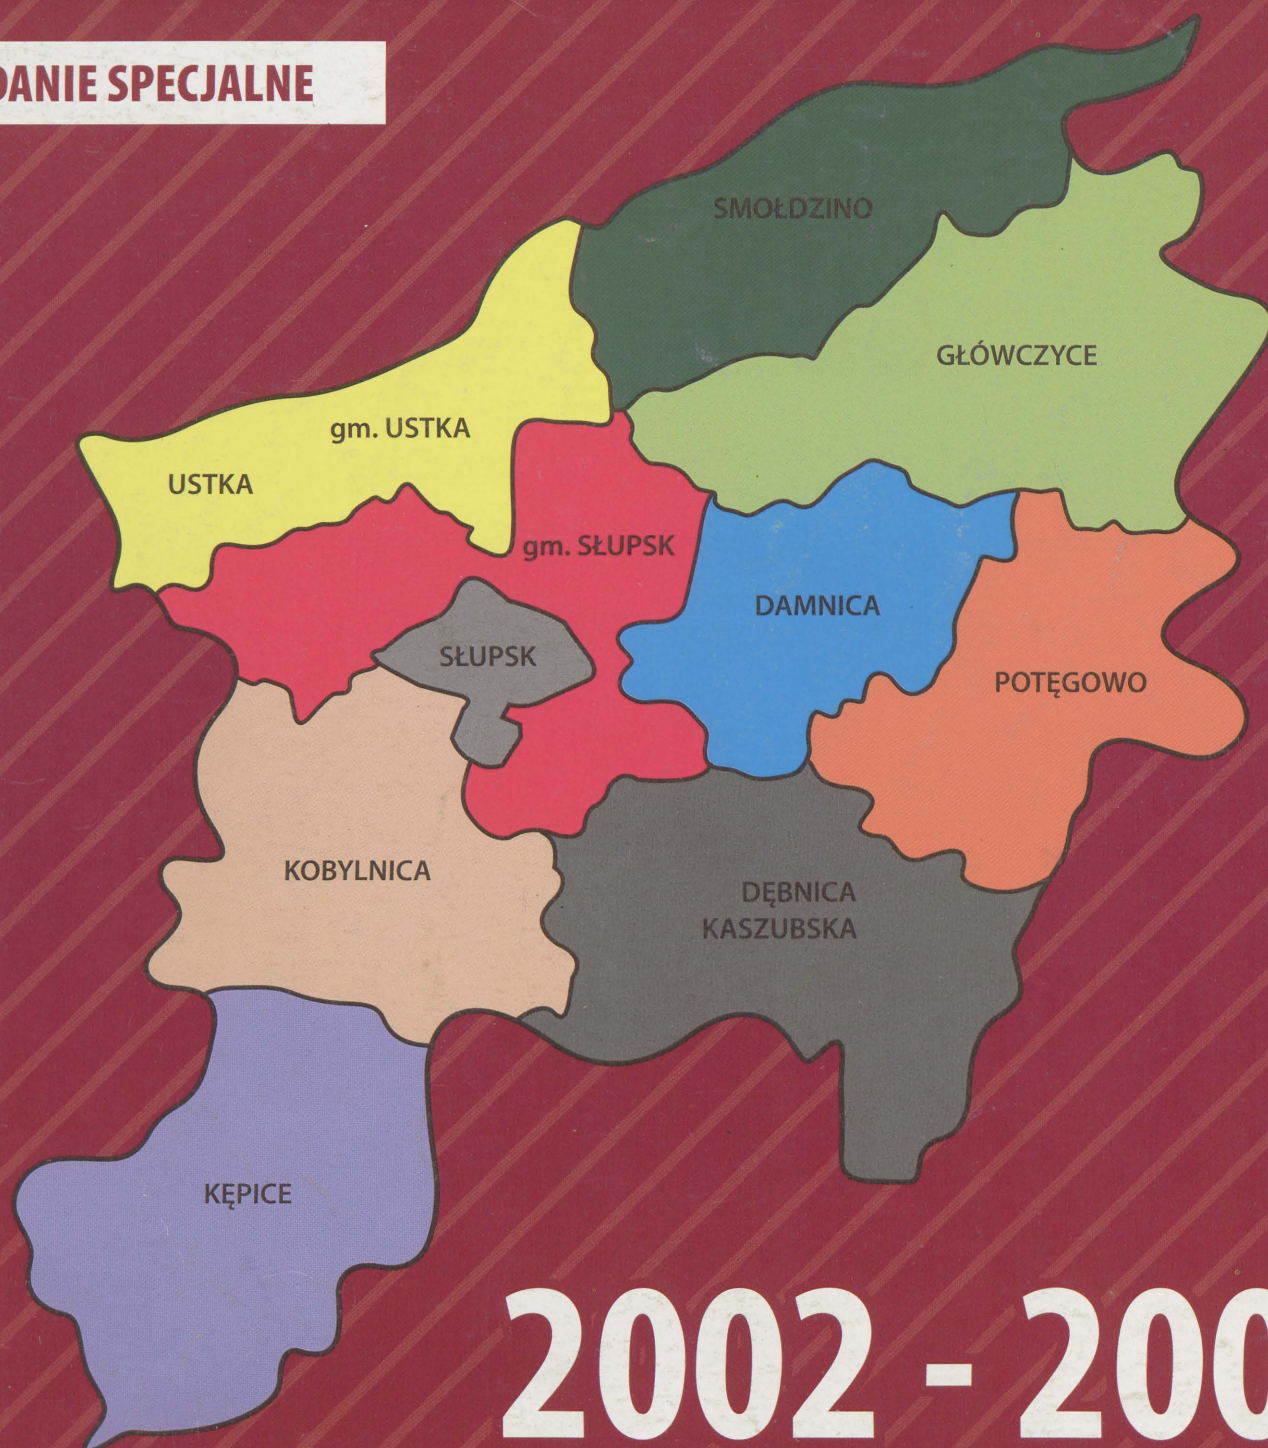 DANIE SPECJALNE
SMOŁDZINO
GŁÓWCZYCE
gm. USTKA
USTKA
gm. SŁUPSK
DAMNICA
SŁUPSK
POTĘGOWO
KOBYLNICA
DĘBNICA
KASZUBSKA
KĘPICE
2002 - 200